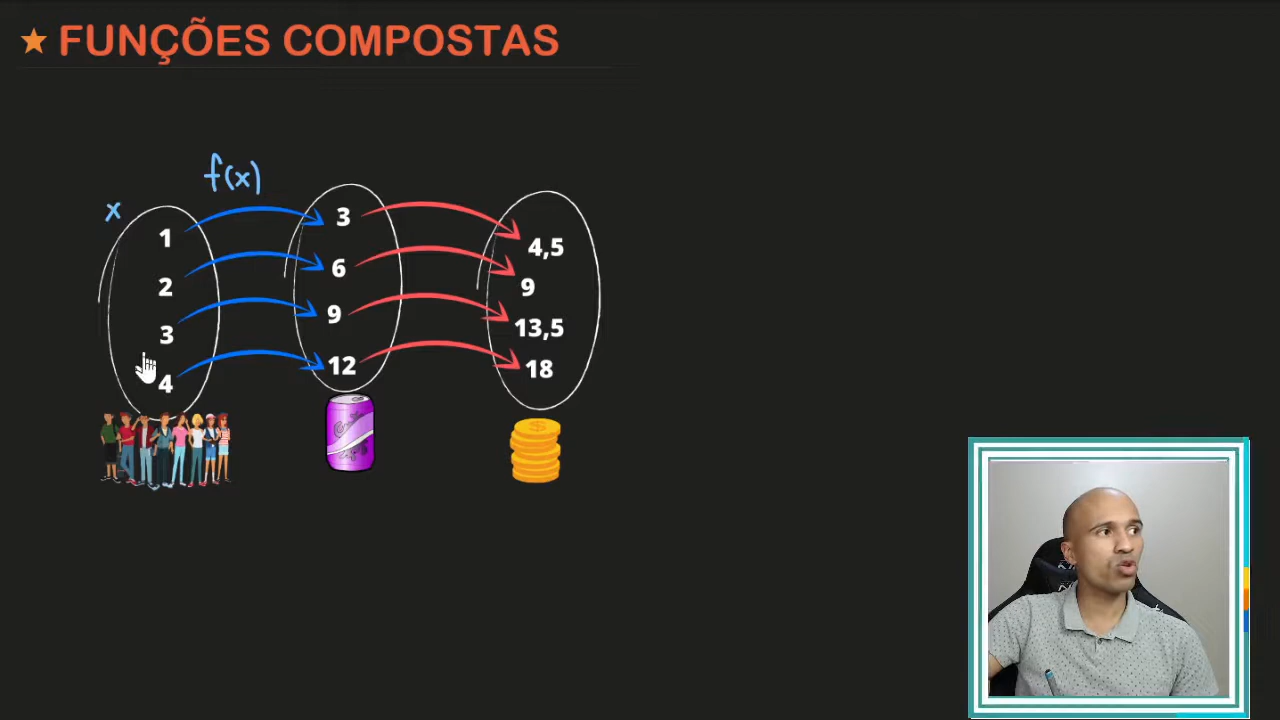 FUNÇÕES COMPOSTAS
f(x)
x
1 3 4,5
2 6 9
3 9 13,5
4 12 18